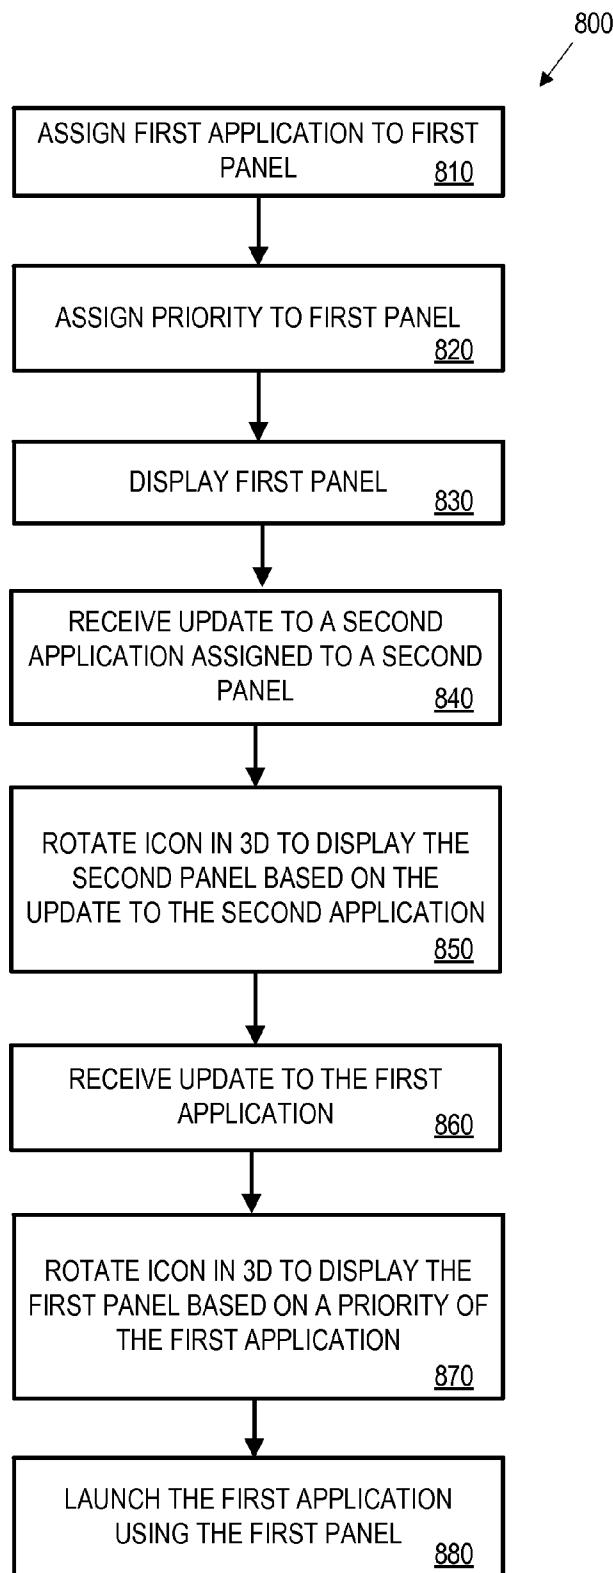 800
ASSIGN FIRST APPLICATION TO FIRST
PANEL
810
ASSIGN PRIORITY TO FIRST PANEL
820
DISPLAY FIRST PANEL
830
RECEIVE UPDATE TO A SECOND
APPLICATION ASSIGNED TO A SECOND
PANEL
840
ROTATE ICON IN 3D TO DISPLAY THE
SECOND PANEL BASED ON THE
UPDATE TO THE SECOND APPLICATION
850
RECEIVE UPDATE TO THE FIRST
APPLICATION
860
ROTATE ICON IN 3D TO DISPLAY THE
FIRST PANEL BASED ON A PRIORITY OF
THE FIRST APPLICATION
870
LAUNCH THE FIRST APPLICATION
USING THE FIRST PANEL
880